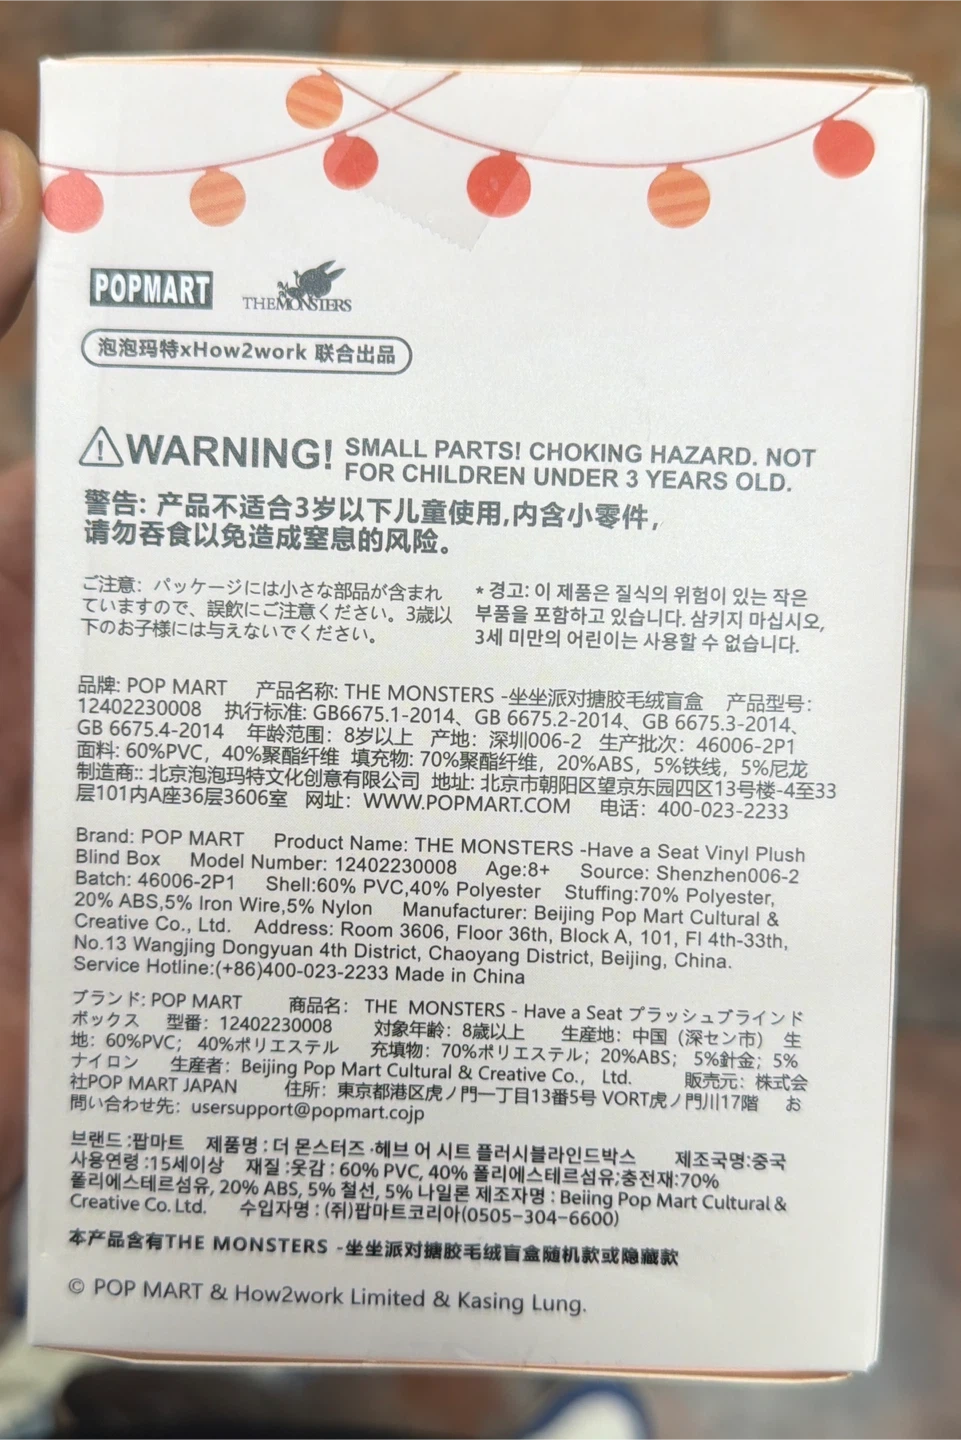 POPMART
THEMONSTERS
泡泡玛特xHow2work 联合出品
WARNING! SMALL PARTS! CHOKING HAZARD. NOT
FOR CHILDREN UNDER 3 YEARS OLD.
警告: 产品不适合3岁以下儿童使用,内含小零件,
请勿吞食以免造成窒息的风险。
ご注意: パッケージには小さな部品が含まれ
ていますので、誤飲にご注意ください。3歳以
下のお子様には与えないでください。
* 경고: 이 제품은 질식의 위험이 있는 작은
부품을 포함하고 있습니다. 삼키지 마십시오,
3세 미만의 어린이는 사용할 수 없습니다.
品牌: POP MART 产品名称: THE MONSTERS -坐坐派对搪胶毛绒盲盒 产品型号:
12402230008 执行标准: GB6675.1-2014、GB 6675.2-2014、GB 6675.3-2014、
GB 6675.4-2014 年龄范围: 8岁以上 产地: 深圳006-2 生产批次: 46006-2P1
面料: 60%PVC, 40%聚酯纤维 填充物: 70%聚酯纤维, 20%ABS, 5%铁线, 5%尼龙
制造商:: 北京泡泡玛特文化创意有限公司 地址: 北京市朝阳区望京东园四区13号楼-4至33
层101内A座36层3606室 网址: WWW.POPMART.COM 电话: 400-023-2233
Brand: POP MART Product Name: THE MONSTERS -Have a Seat Vinyl Plush
Blind Box Model Number: 12402230008 Age:8+ Source: Shenzhen006-2
Batch: 46006-2P1 Shell:60% PVC,40% Polyester Stuffing:70% Polyester,
20% ABS,5% Iron Wire,5% Nylon Manufacturer: Beijing Pop Mart Cultural &
Creative Co., Ltd. Address: Room 3606, Floor 36th, Block A, 101, Fl 4th-33th,
No.13 Wangjing Dongyuan 4th District, Chaoyang District, Beijing, China.
Service Hotline:(+86)400-023-2233 Made in China
ブランド: POP MART 商品名: THE MONSTERS - Have a Seat プラッシュブラインド
ボックス 型番: 12402230008 対象年齢: 8歳以上 生産地: 中国(深セン市) 生
地: 60%PVC; 40%ポリエステル 充填物: 70%ポリエステル; 20%ABS; 5%針金; 5%
ナイロン 生産者: Beijing Pop Mart Cultural & Creative Co., Ltd. 販売元: 株式会
社POP MART JAPAN 住所: 東京都港区虎ノ門一丁目13番5号 VORT虎ノ門川17階 お
問い合わせ先: usersupport@popmart.cojp
브랜드 :팝마트 제품명 : 더 몬스터즈 ·헤브 어 시트 플러시블라인드박스 제조국명:중국
사용연령 :15세이상 재질 :옷감 : 60% PVC, 40% 폴리에스테르섬유;충전재:70%
폴리에스테르섬유, 20% ABS, 5% 철선, 5% 나일론 제조자명 : Beiing Pop Mart Cultural &
Creative Co. Ltd. 수입자명 : (주)팝마트코리아(0505-304-6600)
本产品含有THE MONSTERS -坐坐派对搪胶毛绒盲盒随机款或隐藏款
© POP MART & How2work Limited & Kasing Lung.